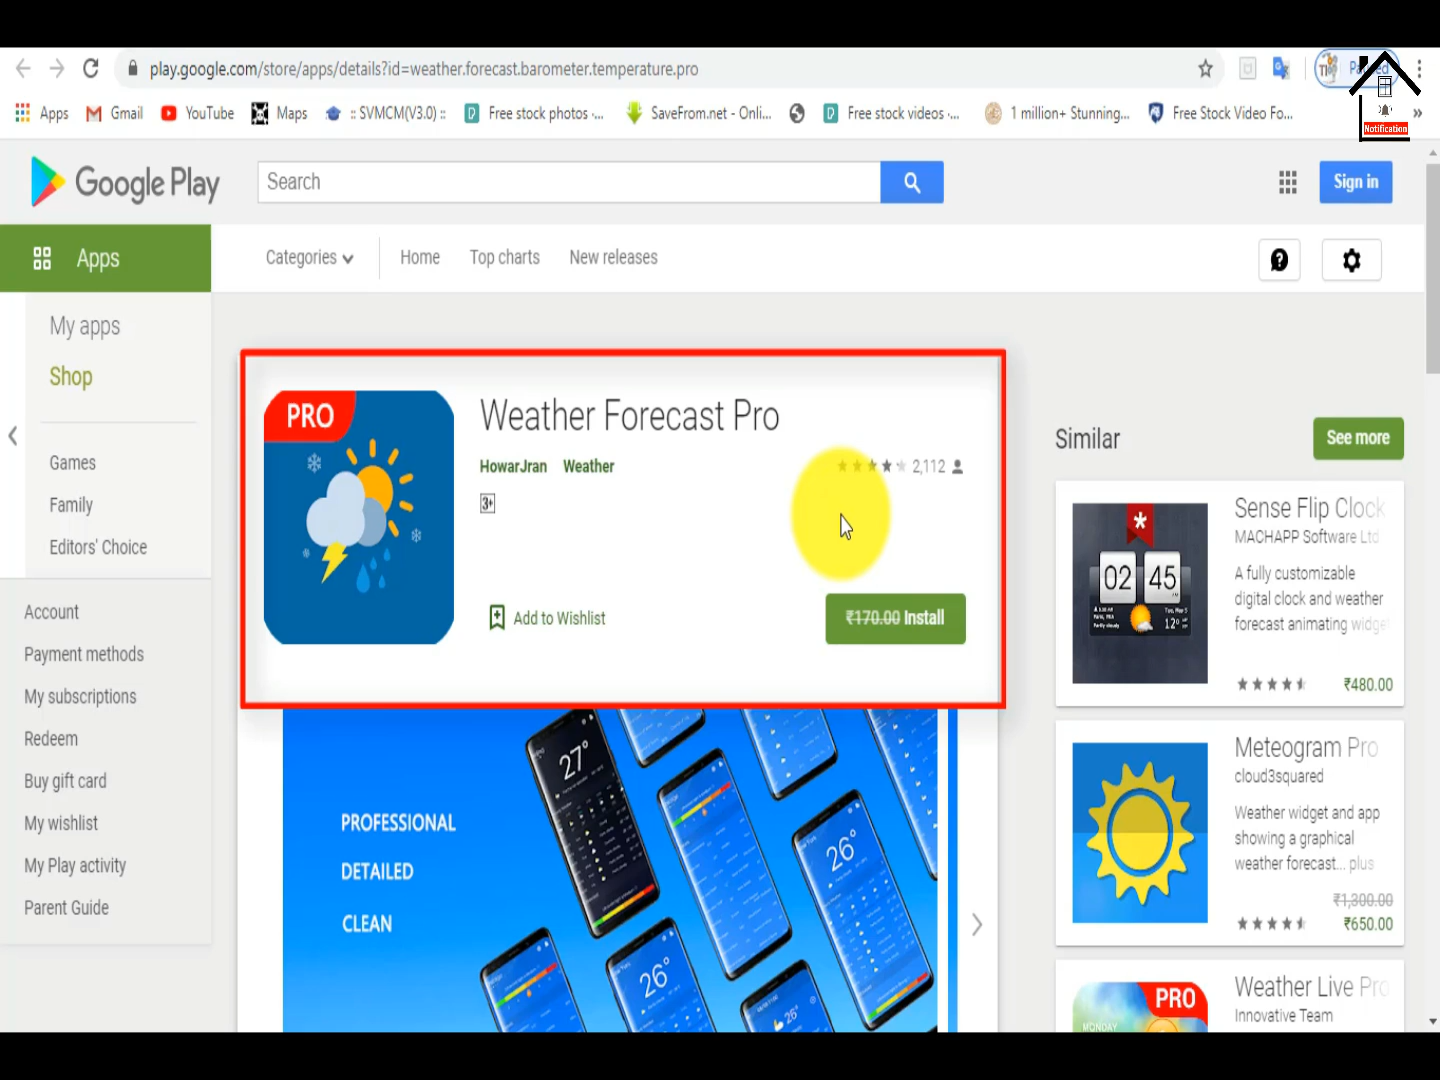 play.google.com/store/apps/details?id=weather.forecast.barometer.temperature.pro
Notification
Apps
Gmail
YouTube
Maps
:: SVMCM(V3.0) ::
Free stock photos ·...
SaveFrom.net - Onli...
Free stock videos ·...
1 million+ Stunning...
Free Stock Video Fo...
Google Play
Search
Sign in
Apps
Categories
Home
Top charts
New releases
My apps
Shop
Games
Family
Editors' Choice
Account
Payment methods
My subscriptions
Redeem
Buy gift card
My wishlist
My Play activity
Parent Guide
PRO
Weather Forecast Pro
HowarJran Weather
2,112
3+
Add to Wishlist
₹170.00 Install
PROFESSIONAL
DETAILED
CLEAN
27°
26°
26°
26°
Similar
See more
Sense Flip Clock
MACHAPP Software Ltd
A fully customizable
digital clock and weather
forecast animating widge
₹480.00
02 45
12°
Meteogram Pro
cloud3squared
Weather widget and app
showing a graphical
weather forecast... plus
₹1,300.00
₹650.00
PRO
MONDAY
Weather Live Pro
Innovative Team